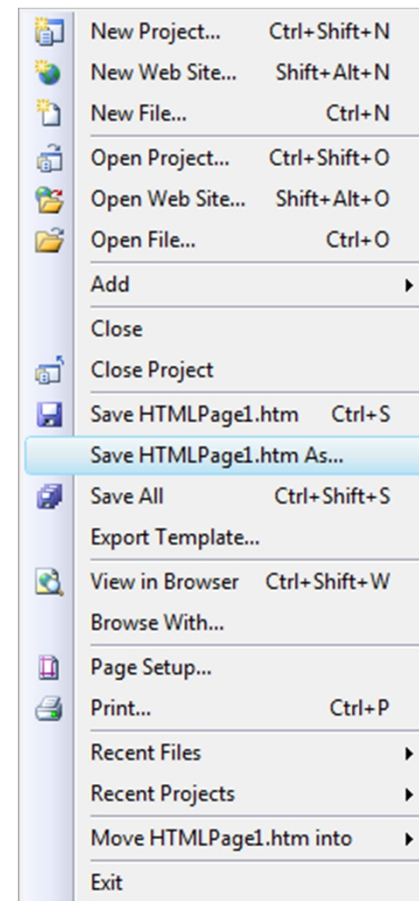 New Project... Ctrl+Shift+N
New Web Site... Shift+Alt+N
New File... Ctrl+N
Open Project... Ctrl+Shift+O
Open Web Site... Shift+Alt+O
Open File... Ctrl+O
Add
Close
Close Project
Save HTMLPage1.htm Ctrl+S
Save HTMLPage1.htm As...
Save All Ctrl+Shift+S
Export Template...
View in Browser Ctrl+Shift+W
Browse With...
Page Setup...
Print... Ctrl+P
Recent Files
Recent Projects
Move HTMLPage1.htm into
Exit